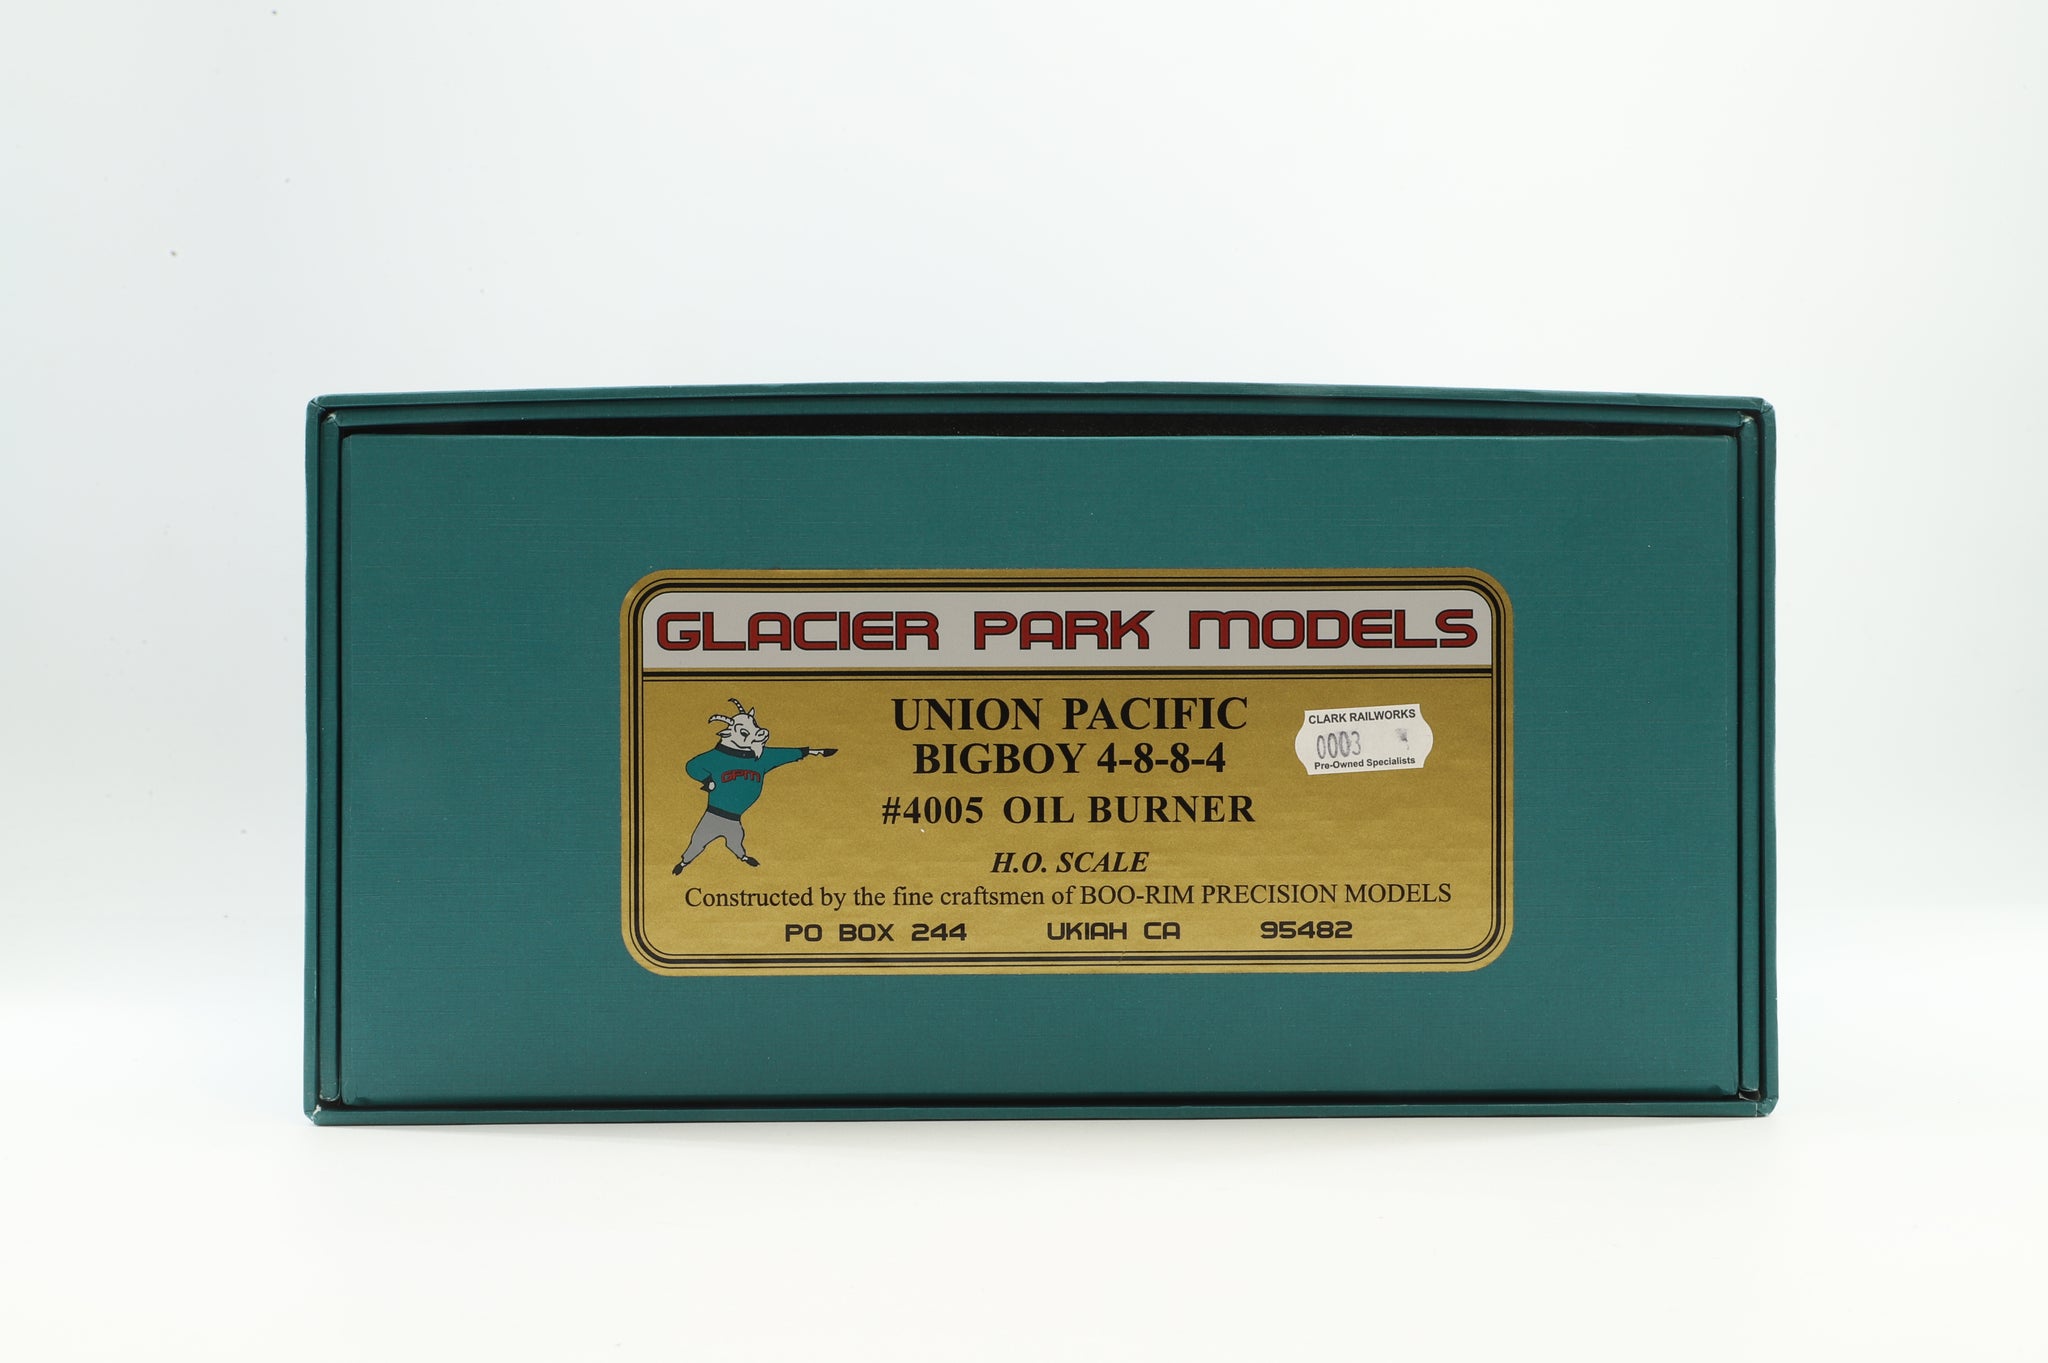 GLACIER PARK MODELS
UNION PACIFIC
BIGBOY 4-8-8-4
#4005 OIL BURNER
H.O. SCALE
Constructed by the fine craftsmen of BOO-RIM PRECISION MODELS
PO BOX 244 UKIAH CA 95482
GPM
CLARK RAILWORKS
0003
Pre-Owned Specialists